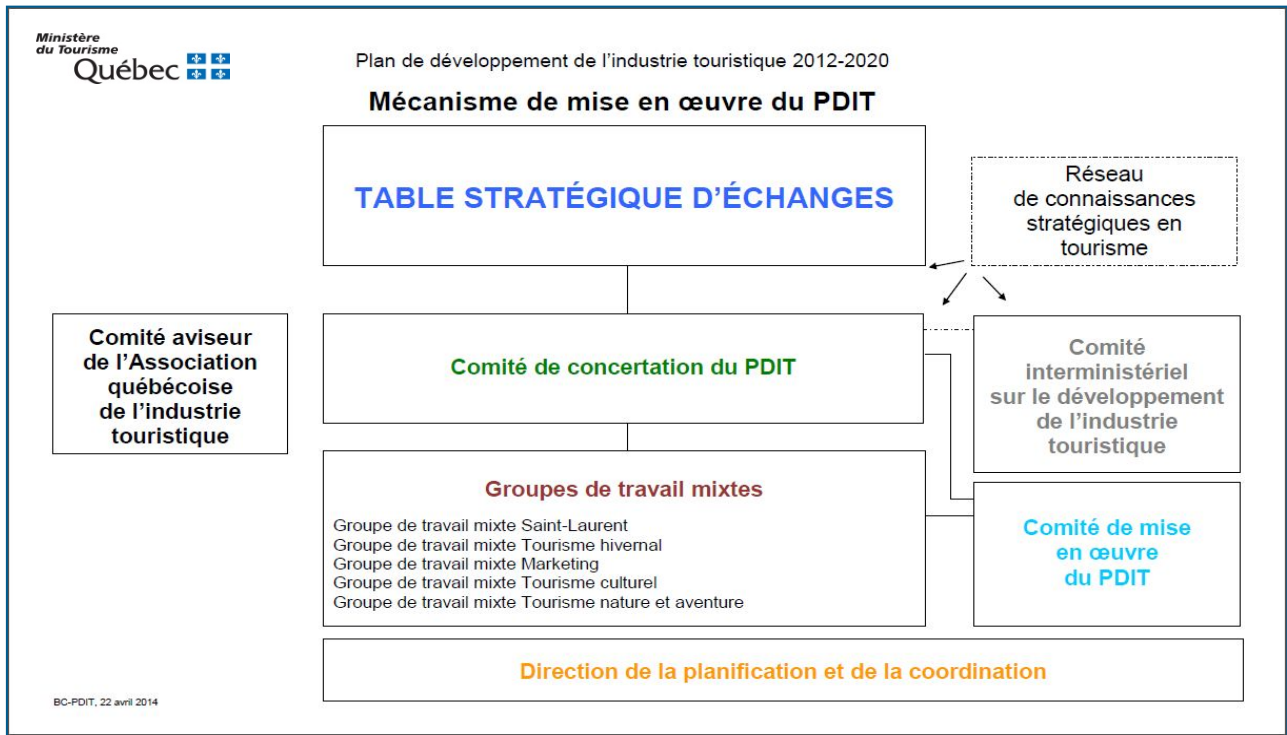 Ministère
du Tourisme
Québec
Plan de développement de l'industrie touristique 2012-2020
Mécanisme de mise en œuvre du PDIT
TABLE STRATÉGIQUE D'ÉCHANGES
Réseau
de connaissances
stratégiques en
tourisme
Comité aviseur
de l'Association
québécoise
de l'industrie
touristique
Comité de concertation du PDIT
Comité
interministériel
sur le développement
de l'industrie
touristique
Groupes de travail mixtes
Groupe de travail mixte Saint-Laurent
Groupe de travail mixte Tourisme hivernal
Groupe de travail mixte Marketing
Groupe de travail mixte Tourisme culturel
Groupe de travail mixte Tourisme nature et aventure
Comité de mise
en œuvre
du PDIT
Direction de la planification et de la coordination
BC-PDIT, 22 avril 2014